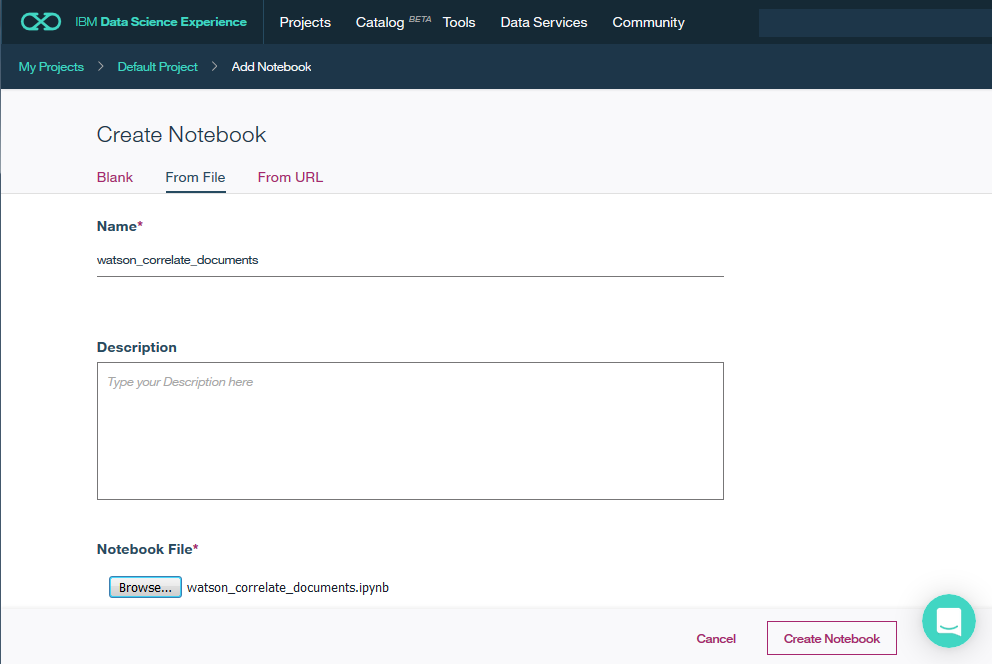 IBM Data Science Experience Projects Catalog BETA Tools Data Services Community
My Projects > Default Project > Add Notebook
Create Notebook
Blank From File From URL
Name*
watson_correlate_documents
Description
Type your Description here
Notebook File*
Browse... watson_correlate_documents.ipynb
Cancel Create Notebook